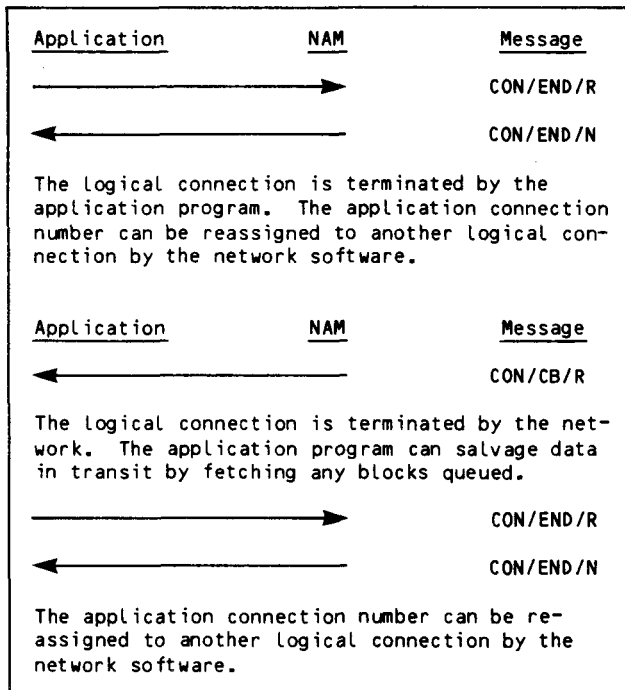 Application NAM Message
CON/END/R
CON/END/N
The logical connection is terminated by the
application program. The application connection
number can be reassigned to another logical con-
nection by the network software.
Application NAM Message
CON/CB/R
The logical connection is terminated by the net-
work. The application program can salvage data
in transit by fetching any blocks queued.
CON/END/R
CON/END/N
The application connection number can be re-
assigned to another logical connection by the
network software.